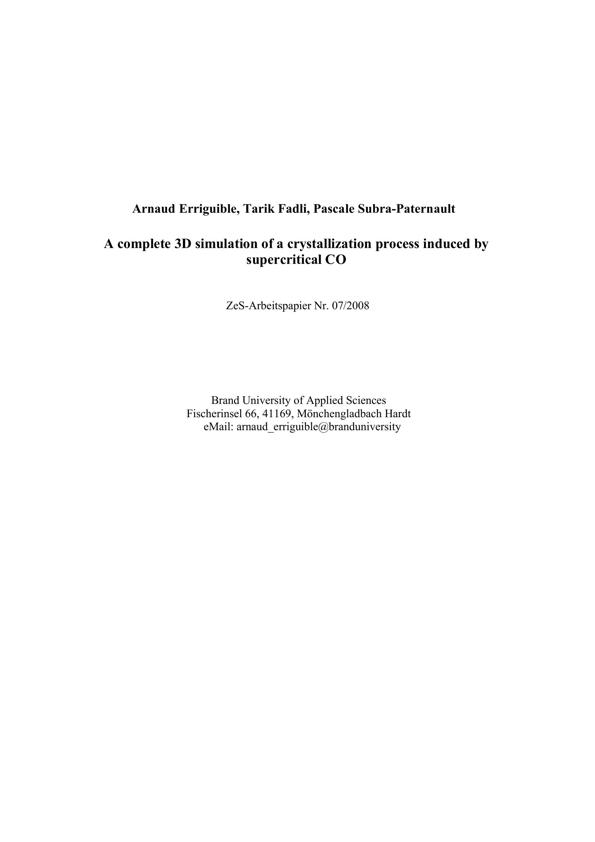 Arnaud Erriguible, Tarik Fadli, Pascale Subra-Paternault
A complete 3D simulation of a crystallization process induced by
supercritical CO
ZeS-Arbeitspapier Nr. 07/2008
Brand University of Applied Sciences
Fischerinsel 66, 41169, Mönchengladbach Hardt
eMail: arnaud_erriguible@branduniversity